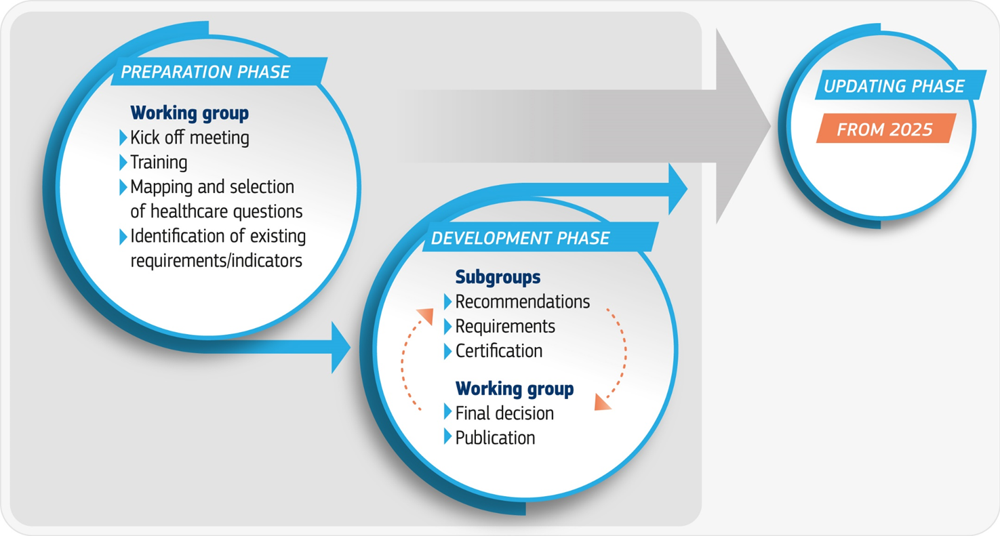 PREPARATION PHASE
Working group
Kick off meeting
Training
Mapping and selection
of healthcare questions
Identification of existing
requirements/indicators
DEVELOPMENT PHASE
Subgroups
Recommendations
Requirements
Certification
Working group
Final decision
Publication
UPDATING PHASE
FROM 2025